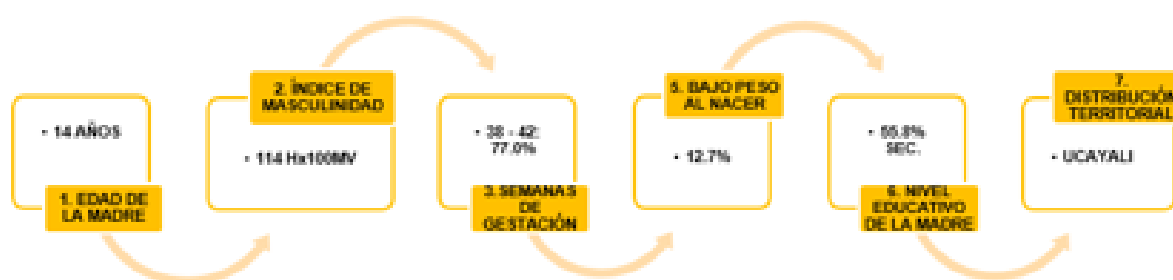 • 14 AÑOS
1. EDAD DE
LA MADRE
2. ÍNDICE DE
MASCULINIDAD
• 114 Hx100MV
• 38 - 42:
77.0%
3. SEMANAS
DE
GESTACIÓN
5. BAJO PESO
AL NACER
• 12.7%
• 55.8%
SEC.
6. NIVEL
EDUCATIVO
DE LA MADRE
7.
DISTRIBUCIÓN
TERRITORIAL
• UCAYALI